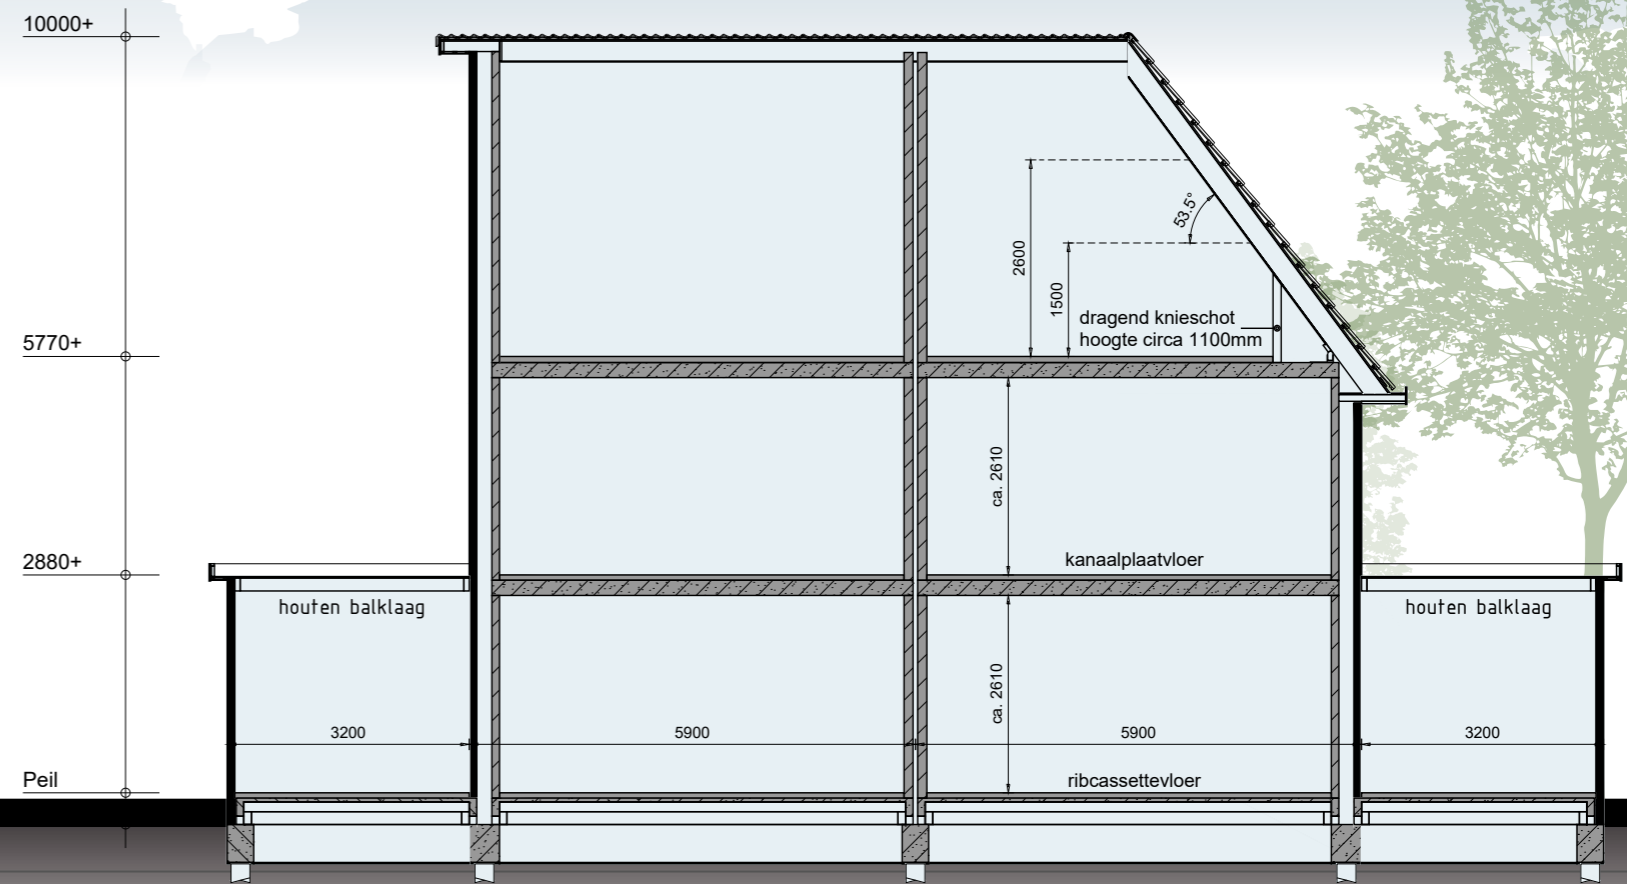 10000+
53.5°
2600
1500
dragend knieschot
hoogte circa 1100mm
5770+
ca. 2610
kanaalplaatvloer
2880+
houten balklaag
houten balklaag
ca. 2610
3200
5900
5900
3200
Peil
ribcassettevloer